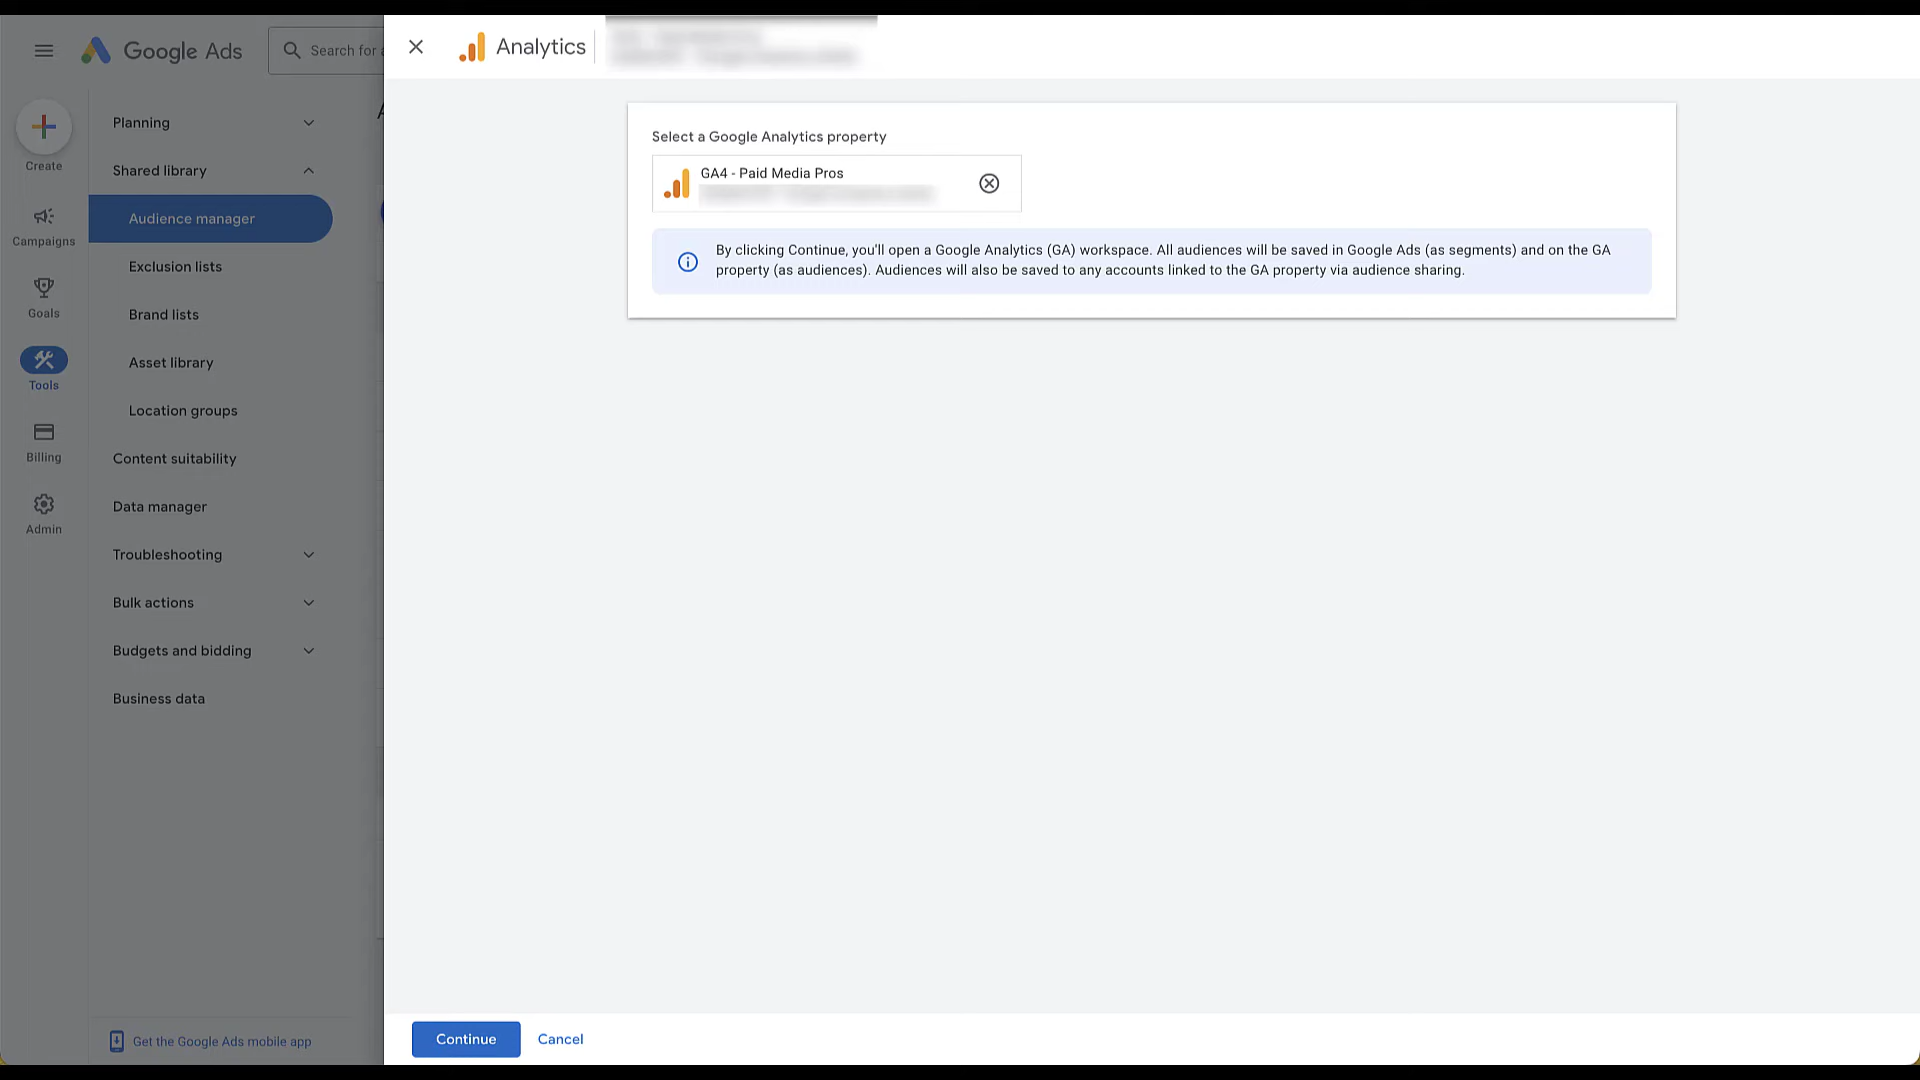 Google Ads
Search for a
Create
Campaigns
Goals
Tools
Billing
Admin
Planning
Shared library
Audience manager
Exclusion lists
Brand lists
Asset library
Location groups
Content suitability
Data manager
Troubleshooting
Bulk actions
Budgets and bidding
Business data
Get the Google Ads mobile app
Analytics
Select a Google Analytics property
GA4 - Paid Media Pros
By clicking Continue, you'll open a Google Analytics (GA) workspace. All audiences will be saved in Google Ads (as segments) and on the GA
property (as audiences). Audiences will also be saved to any accounts linked to the GA property via audience sharing.
Continue
Cancel